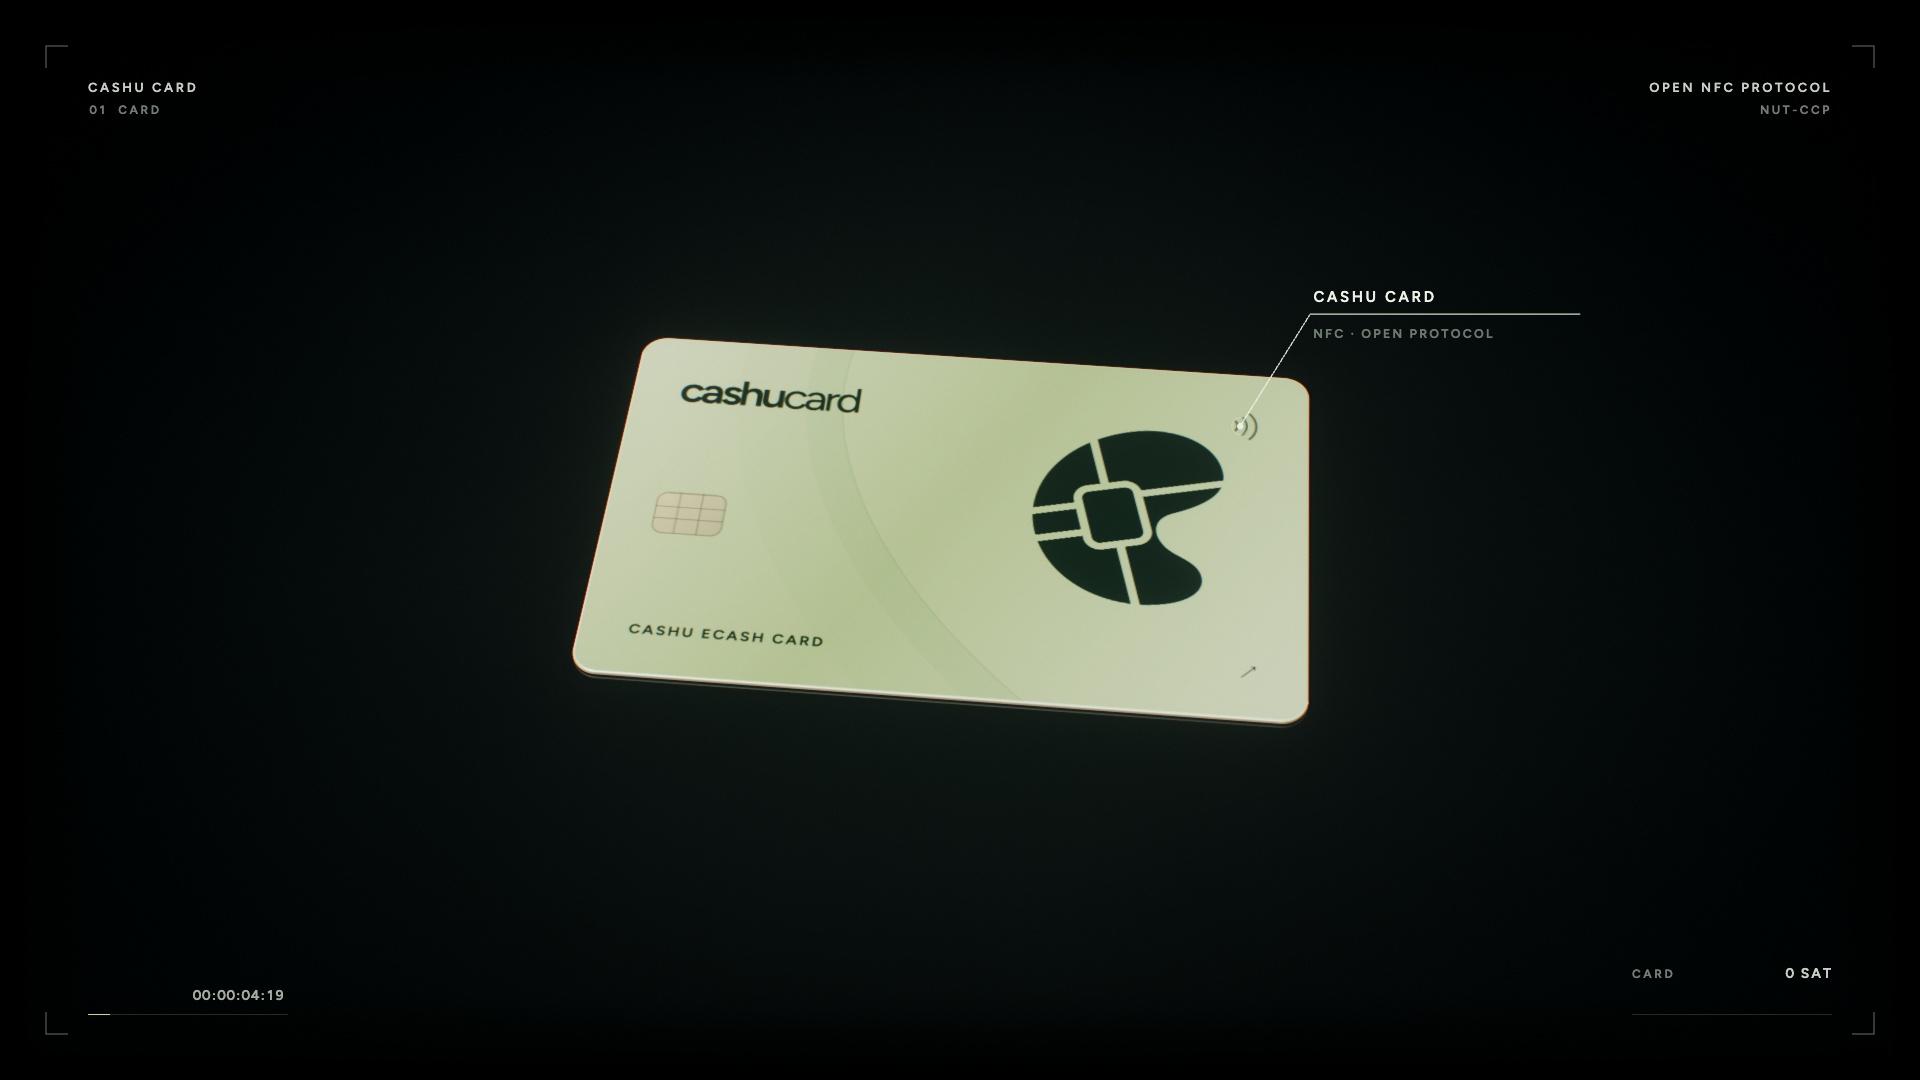 CASHU CARD
01 CARD
OPEN NFC PROTOCOL
NUT-CCP
CASHU CARD
NFC · OPEN PROTOCOL
cashucard
CASHU ECASH CARD
00:00:04:19
CARD 0 SAT